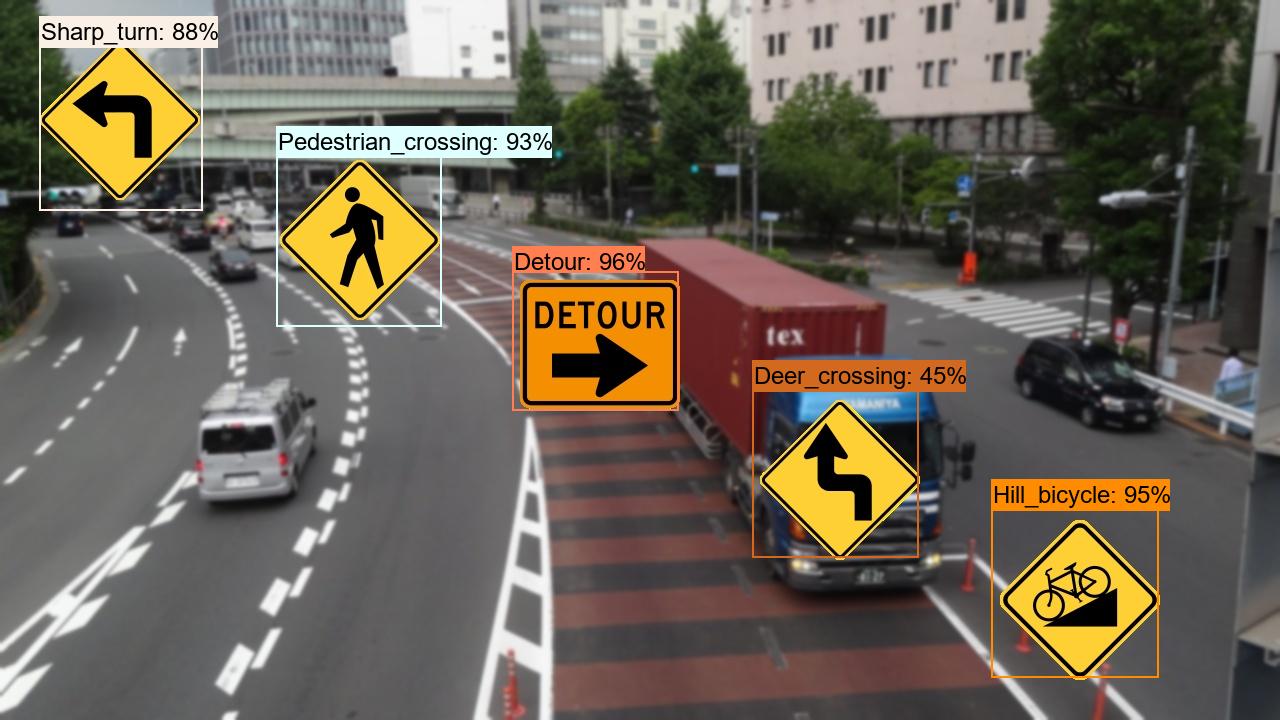 Sharp_turn: 88%
Pedestrian_crossing: 93%
Detour: 96%
DETOUR
tex
Deer_crossing: 45%
Hill_bicycle: 95%